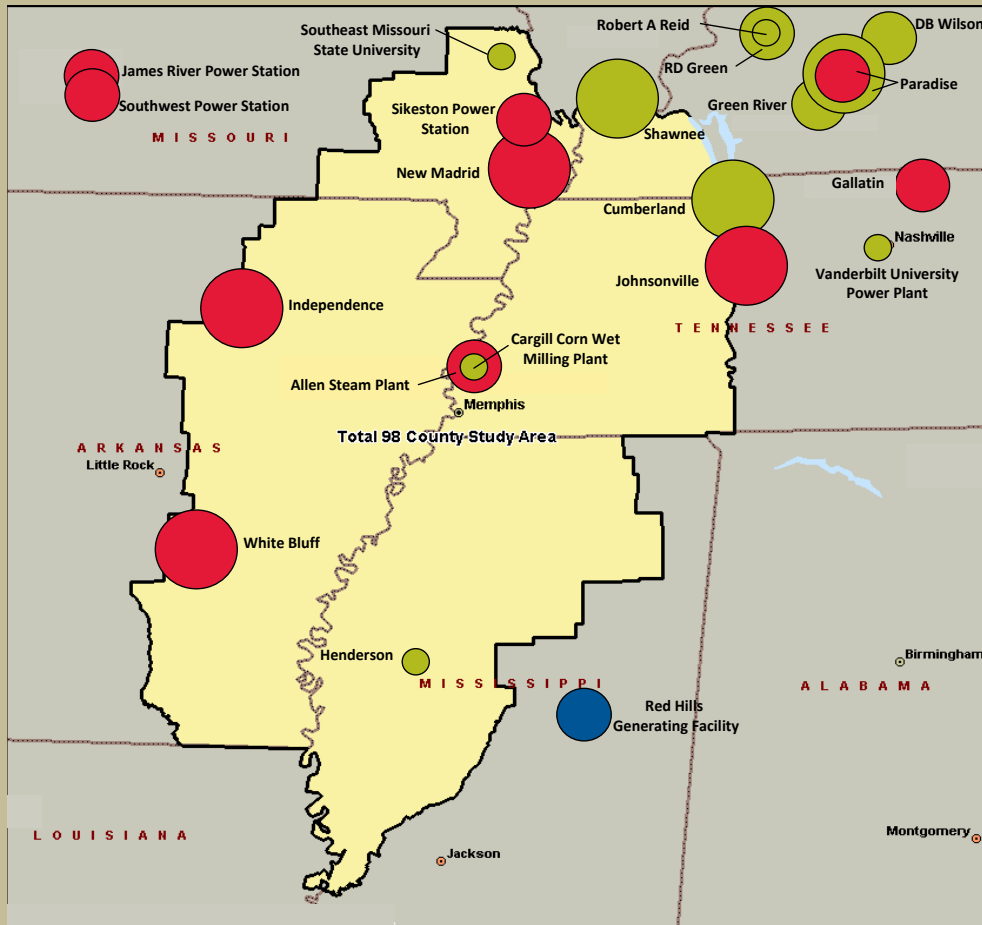 Southeast Missouri
State University
Robert A Reid
DB Wilson
RD Green
James River Power Station
Paradise
Southwest Power Station
Sikeston Power
Station
Green River
M I S S O U R I
Shawnee
New Madrid
Gallatin
Cumberland
Nashville
Vanderbilt University
Power Plant
Johnsonville
Independence
T E N N E S S E E
Cargill Corn Wet
Milling Plant
Allen Steam Plant
Memphis
Total 98 County Study Area
A R K A N S A S
Little Rock
White Bluff
Henderson
Birmingham
M I S S I S S I P P I
A L A B A M A
Red Hills
Generating Facility
L O U I S I A N A
Montgomery
Jackson